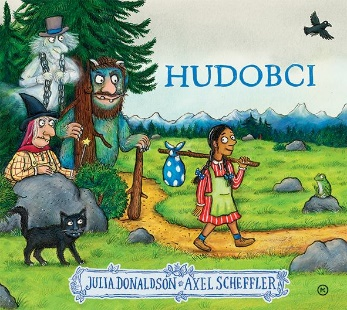 HUDOBCI
JULIA DONALDSON • AXEL SCHEFFLER
M